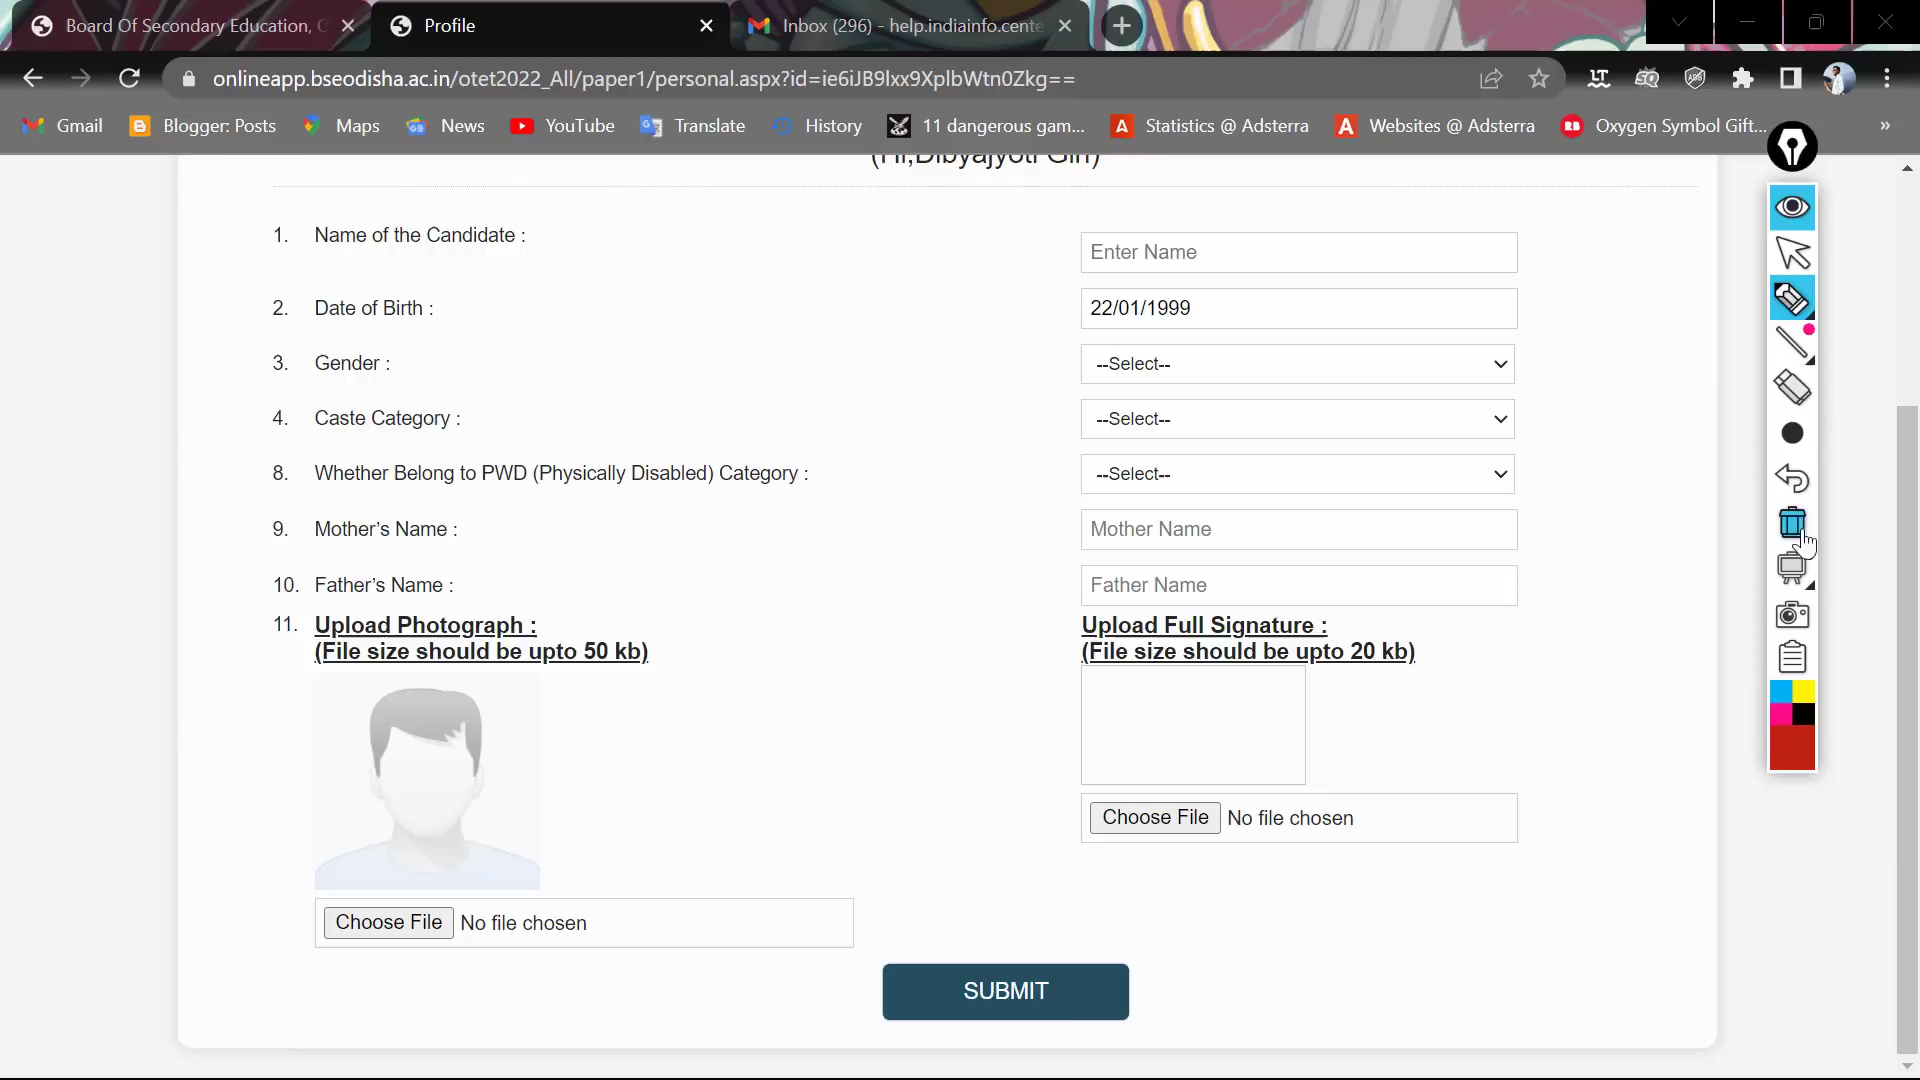 Board Of Secondary Education, O
Profile
Inbox (296) - help.indiainfo.cente
onlineapp.bseodisha.ac.in/otet2022_All/paper1/personal.aspx?id=ie6iJB9lxx9XplbWtn0Zkg==
Gmail
Blogger: Posts
Maps
News
YouTube
Translate
History
11 dangerous gam...
Statistics @ Adsterra
Websites @ Adsterra
Oxygen Symbol Gift...
»
(Hi,Dibyajyoti Giri)
1. Name of the Candidate :
Enter Name
2. Date of Birth :
22/01/1999
3. Gender :
--Select--
4. Caste Category :
--Select--
8. Whether Belong to PWD (Physically Disabled) Category :
--Select--
9. Mother’s Name :
Mother Name
10. Father’s Name :
Father Name
11. Upload Photograph :
(File size should be upto 50 kb)
Upload Full Signature :
(File size should be upto 20 kb)
Choose File No file chosen
Choose File No file chosen
SUBMIT